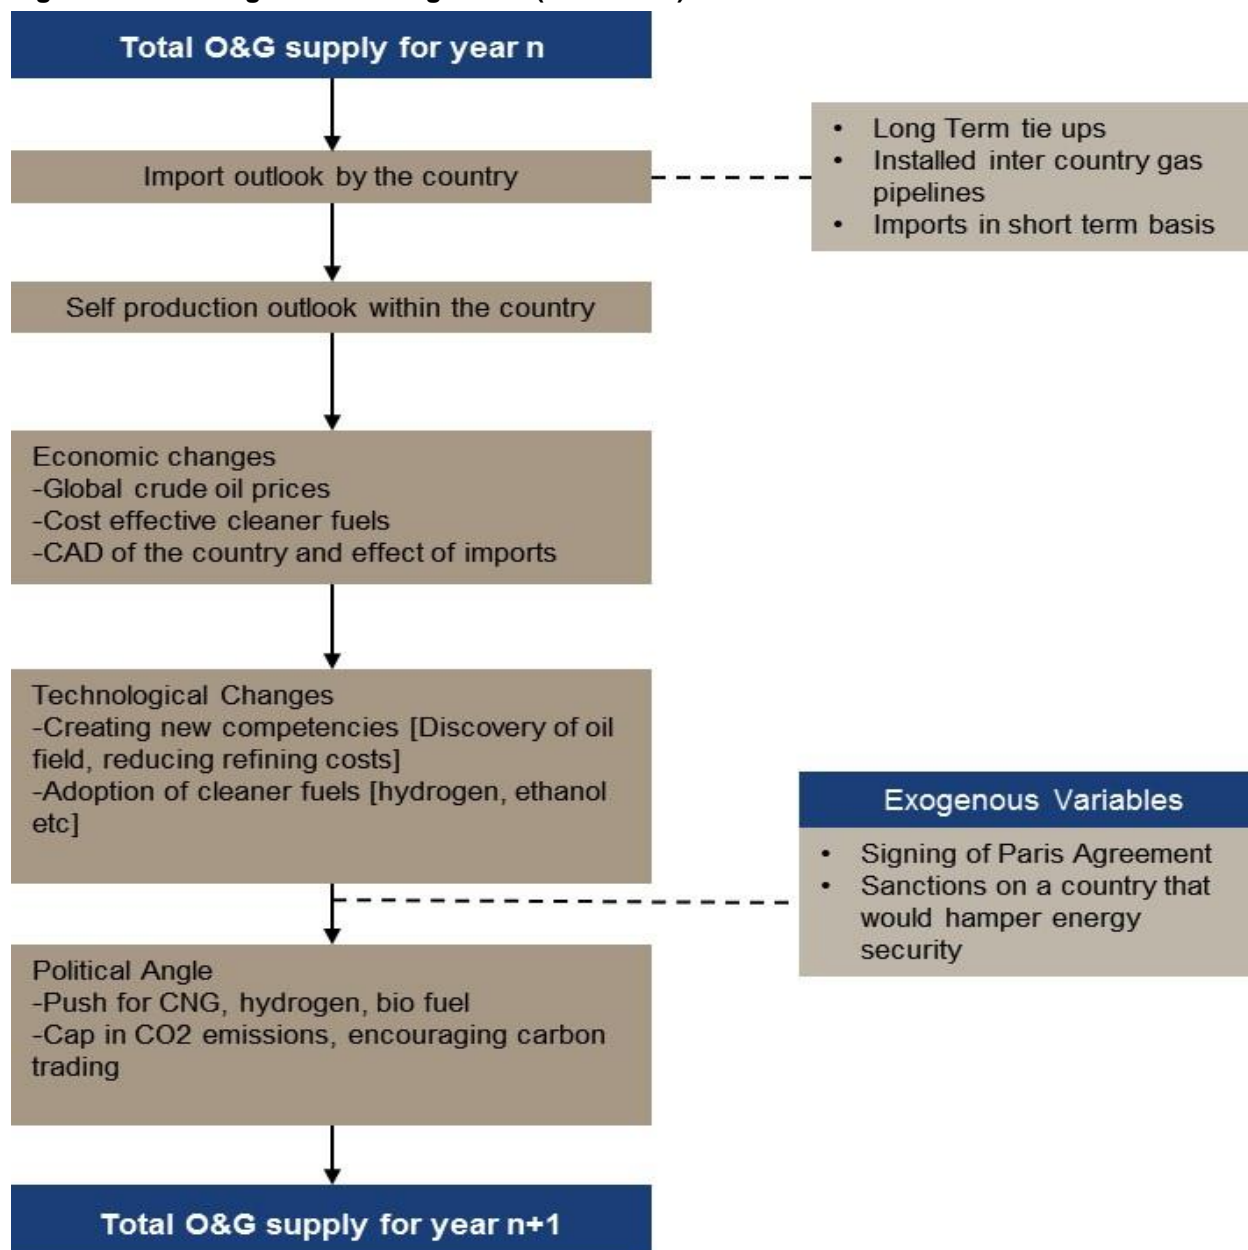 Total O&G supply for year n
Import outlook by the country
• Long Term tie ups
• Installed inter country gas
pipelines
• Imports in short term basis
Self production outlook within the country
Economic changes
-Global crude oil prices
-Cost effective cleaner fuels
-CAD of the country and effect of imports
Technological Changes
-Creating new competencies [Discovery of oil
field, reducing refining costs]
-Adoption of cleaner fuels [hydrogen, ethanol
etc]
Exogenous Variables
• Signing of Paris Agreement
• Sanctions on a country that
would hamper energy
security
Political Angle
-Push for CNG, hydrogen, bio fuel
-Cap in CO2 emissions, encouraging carbon
trading
Total O&G supply for year n+1